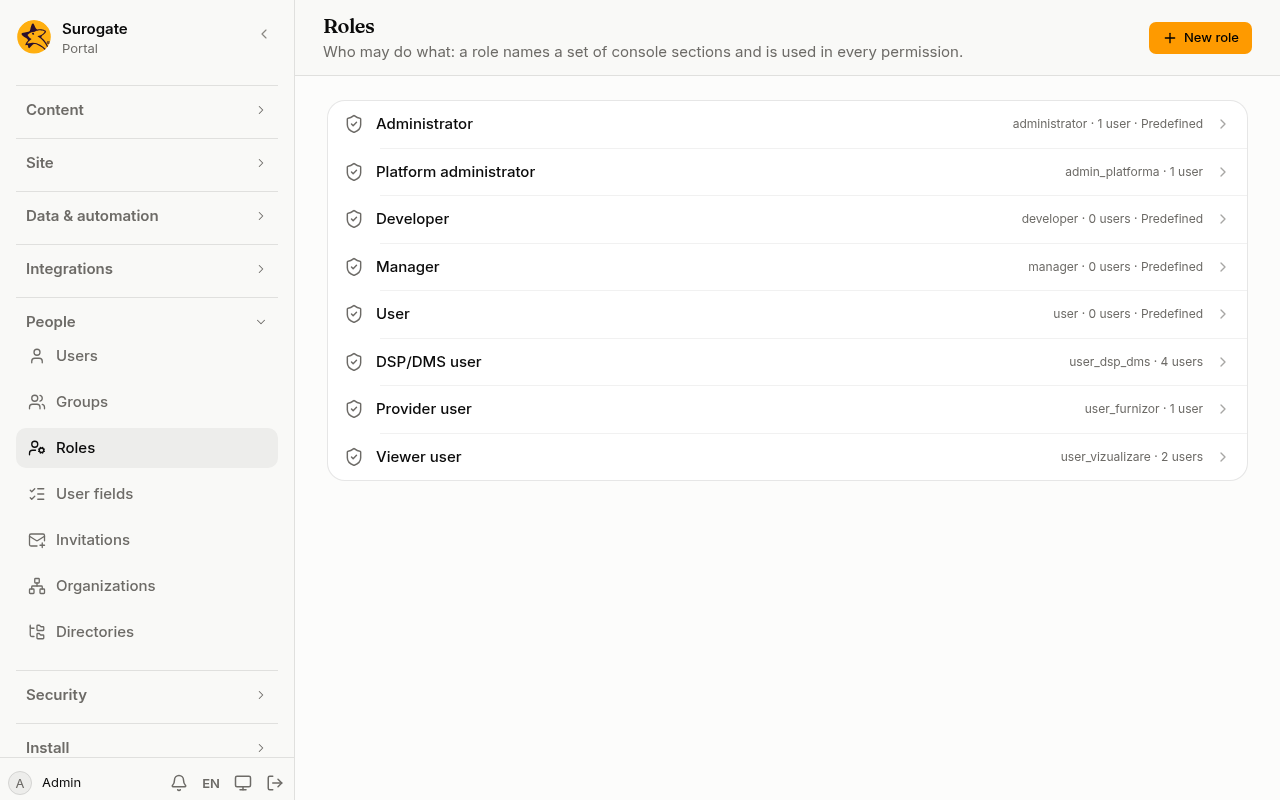 Surogate
Portal
Content
Site
Data & automation
Integrations
People
Users
Groups
Roles
User fields
Invitations
Organizations
Directories
Security
Install
A
Admin
EN
Roles
Who may do what: a role names a set of console sections and is used in every permission.
New role
Administrator
administrator · 1 user · Predefined
Platform administrator
admin_platforma · 1 user
Developer
developer · 0 users · Predefined
Manager
manager · 0 users · Predefined
User
user · 0 users · Predefined
DSP/DMS user
user_dsp_dms · 4 users
Provider user
user_furnizor · 1 user
Viewer user
user_vizualizare · 2 users